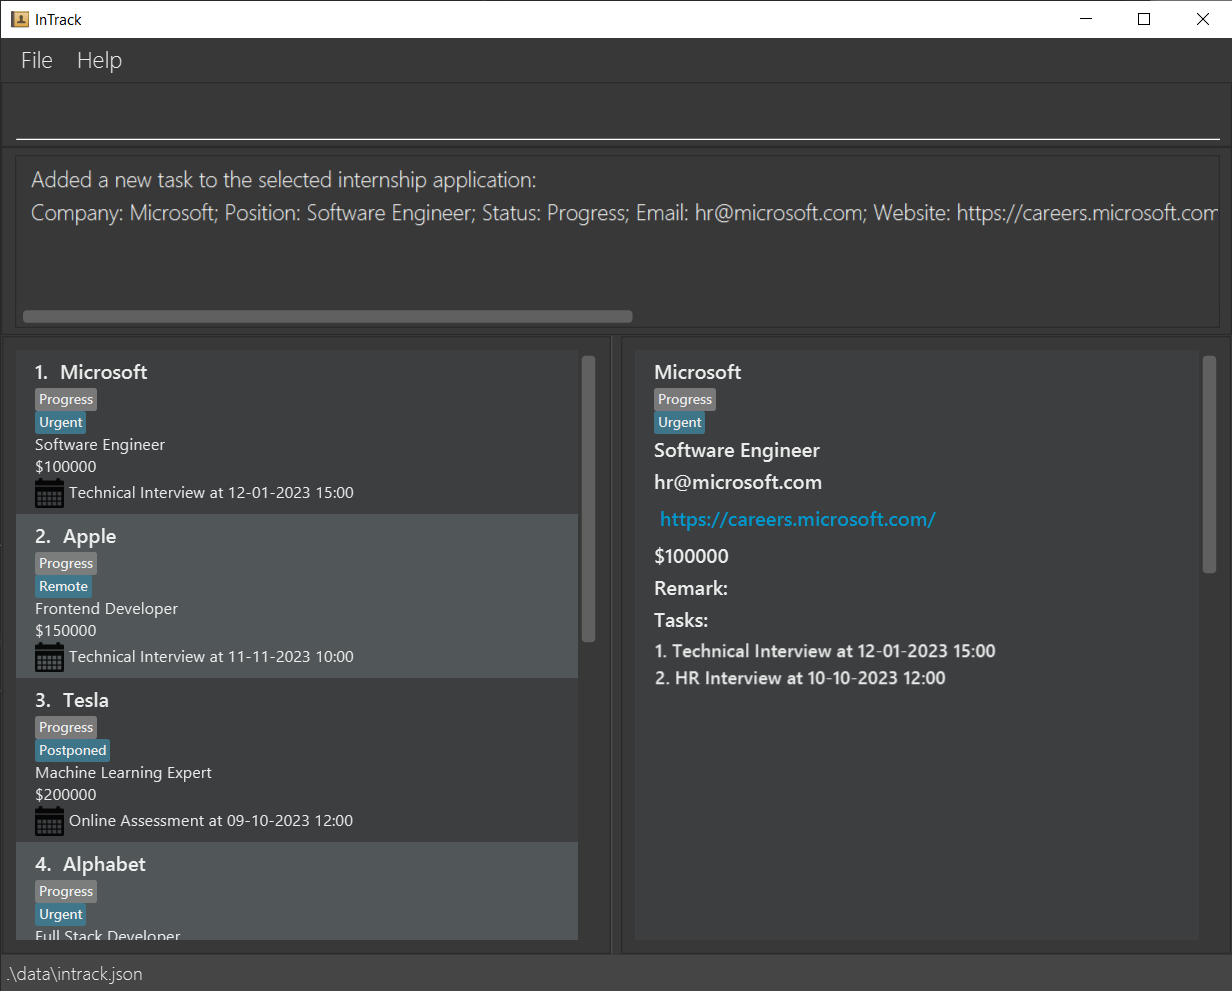 InTrack
File Help
Added a new task to the selected internship application:
Company: Microsoft; Position: Software Engineer; Status: Progress; Email: hr@microsoft.com; Website: https://careers.microsoft.com
1. Microsoft
Progress
Urgent
Software Engineer
$100000
Technical Interview at 12-01-2023 15:00
2. Apple
Progress
Remote
Frontend Developer
$150000
Technical Interview at 11-11-2023 10:00
3. Tesla
Progress
Postponed
Machine Learning Expert
$200000
Online Assessment at 09-10-2023 12:00
4. Alphabet
Progress
Urgent
Full Stack Developer
Microsoft
Progress
Urgent
Software Engineer
hr@microsoft.com
https://careers.microsoft.com/
$100000
Remark:
Tasks:
1. Technical Interview at 12-01-2023 15:00
2. HR Interview at 10-10-2023 12:00
.\data\intrack.json